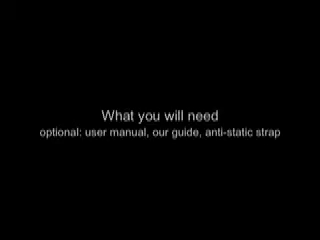 What you will need
optional: user manual, our guide, anti-static strap